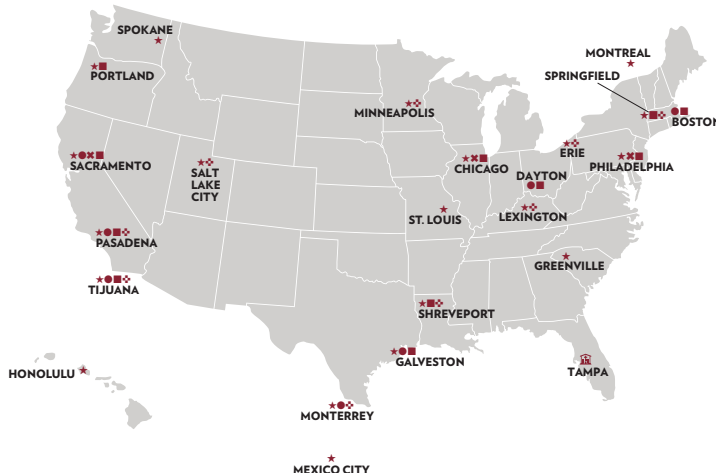 SPOKANE
MONTREAL
PORTLAND
SPRINGFIELD
MINNEAPOLIS
BOSTON
ERIE
SACRAMENTO
CHICAGO
PHILADELPHIA
SALT
LAKE
CITY
DAYTON
ST. LOUIS
LEXINGTON
PASADENA
GREENVILLE
TIJUANA
SHREVEPORT
GALVESTON
TAMPA
HONOLULU
MONTERREY
MEXICO CITY